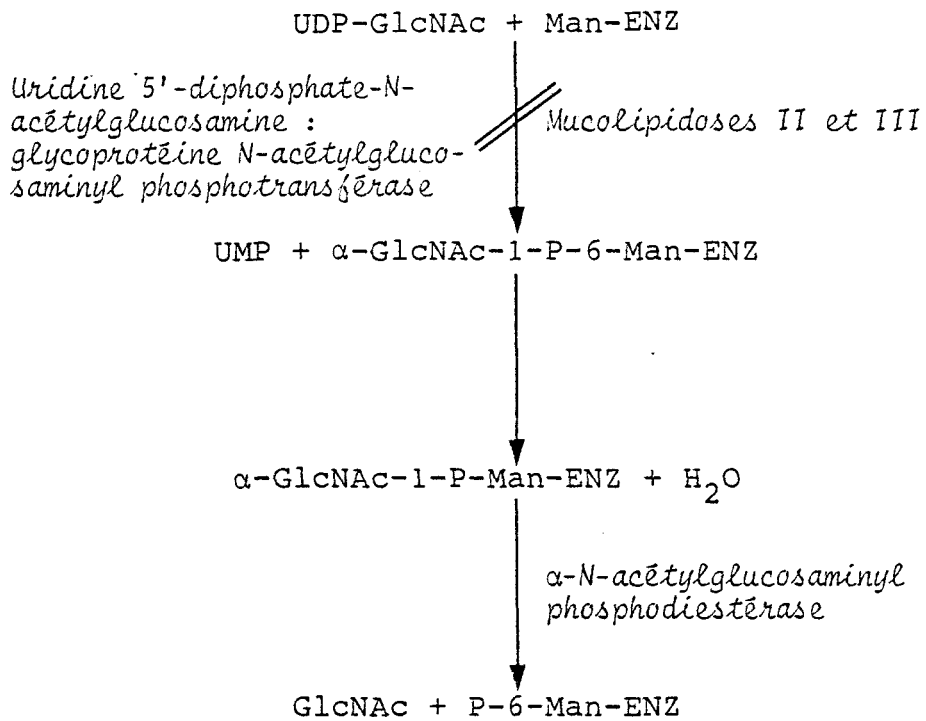 UDP-GlcNAc + Man-ENZ
Uridine 5'-diphosphate-N-
acétylglucosamine :
glycoprotéine N-acétylgluco-
saminyl phosphotransférase
Mucolipidoses II et III
UMP + α-GlcNAc-1-P-6-Man-ENZ
α-GlcNAc-1-P-Man-ENZ + H₂O
α-N-acétylglucosaminyl
phosphodiestérase
GlcNAc + P-6-Man-ENZ